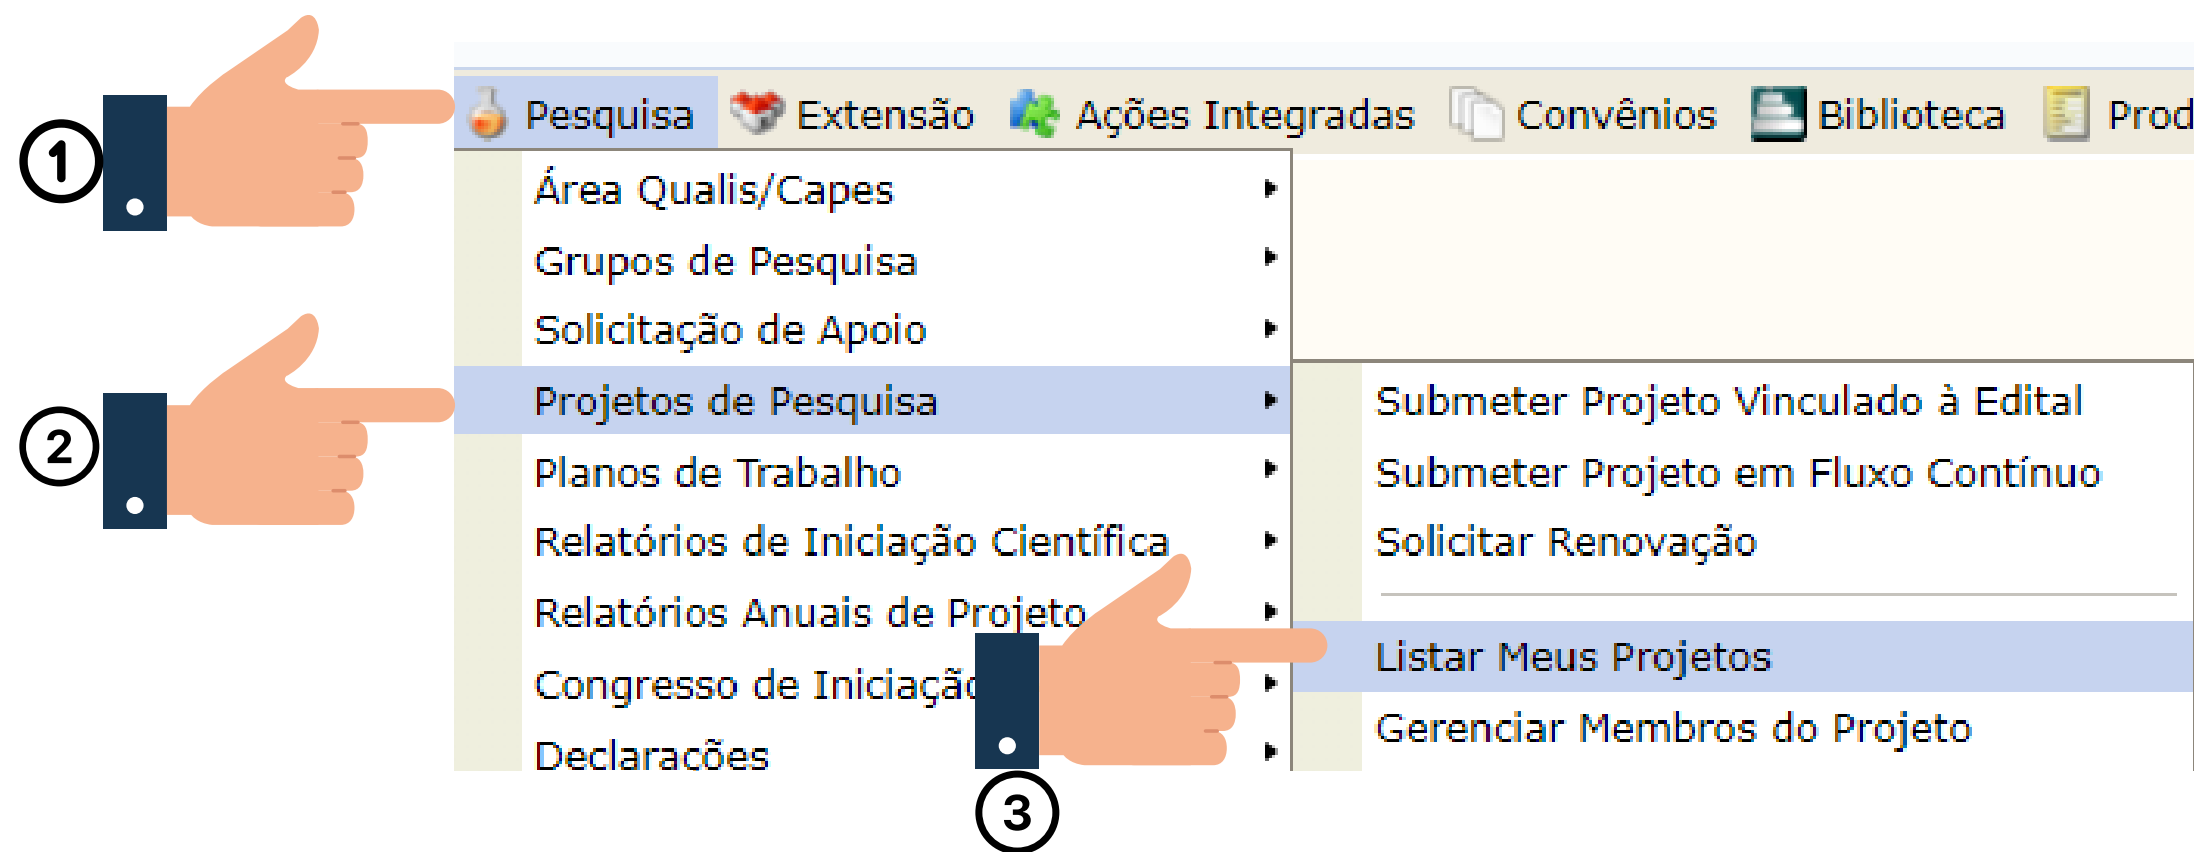 1
Pesquisa Extensão Ações Integradas Convênios Biblioteca Prod
Área Qualis/Capes
Grupos de Pesquisa
Solicitação de Apoio
2
Projetos de Pesquisa
Planos de Trabalho
Relatórios de Iniciação Científica
Relatórios Anuais de Projeto
Congresso de Iniciação
Declarações
Submeter Projeto Vinculado à Edital
Submeter Projeto em Fluxo Contínuo
Solicitar Renovação
3
Listar Meus Projetos
Gerenciar Membros do Projeto